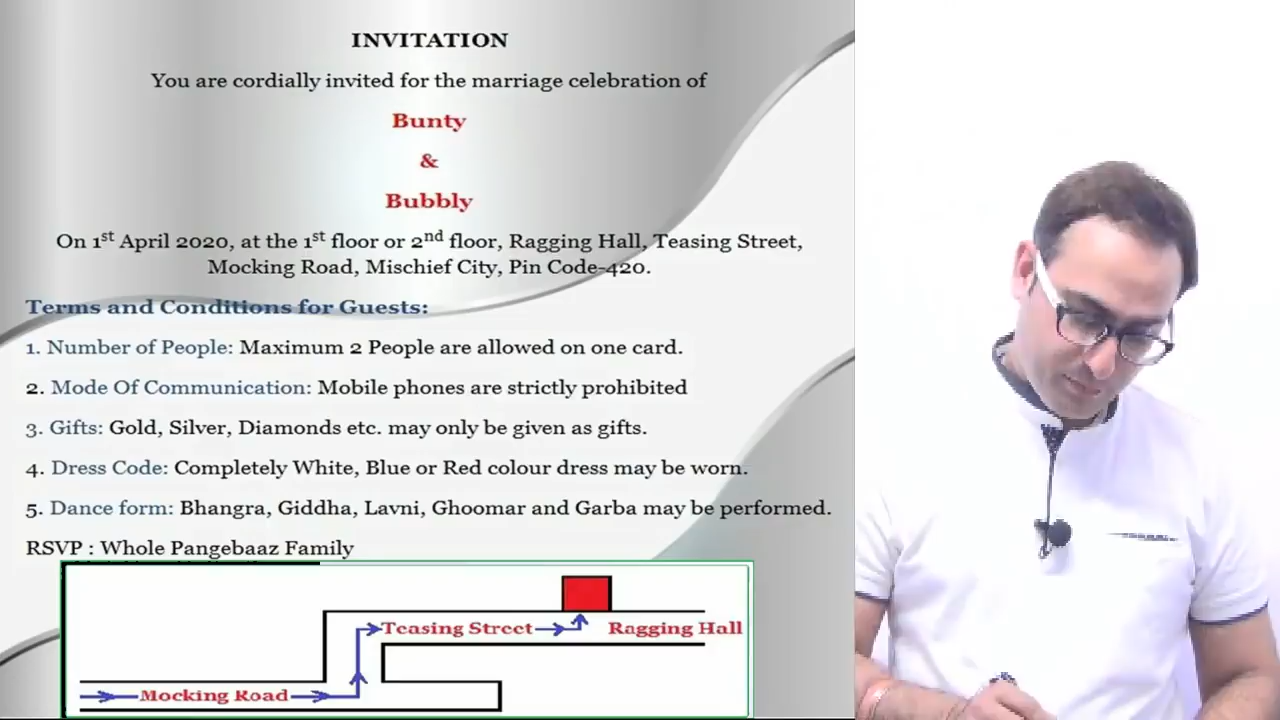 INVITATION
You are cordially invited for the marriage celebration of
Bunty
&
Bubbly
On 1st April 2020, at the 1st floor or 2nd floor, Ragging Hall, Teasing Street,
Mocking Road, Mischief City, Pin Code-420.
Terms and Conditions for Guests:
1. Number of People: Maximum 2 People are allowed on one card.
2. Mode Of Communication: Mobile phones are strictly prohibited
3. Gifts: Gold, Silver, Diamonds etc. may only be given as gifts.
4. Dress Code: Completely White, Blue or Red colour dress may be worn.
5. Dance form: Bhangra, Giddha, Lavni, Ghoomar and Garba may be performed.
RSVP : Whole Pangebaaz Family
Teasing Street
Ragging Hall
Mocking Road